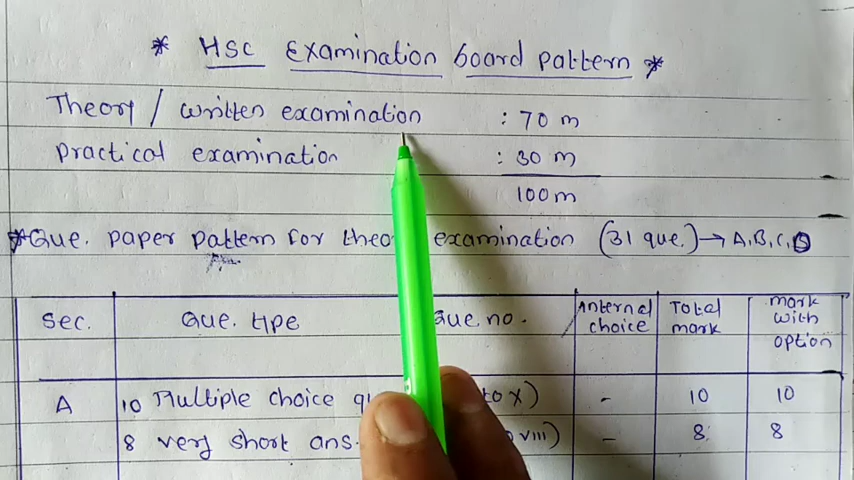 * HSC Examination board pattern *
Theory / written examination : 70 m
practical examination : 30 m
100 m
*Que. paper pattern for examination (31 que.) → A, B, C, D
Sec. Que. type Que no. Internal choice Total mark mark with option
A 10 Multiple choice to x) - 10 10
8 very short ans. viii) - 8 8